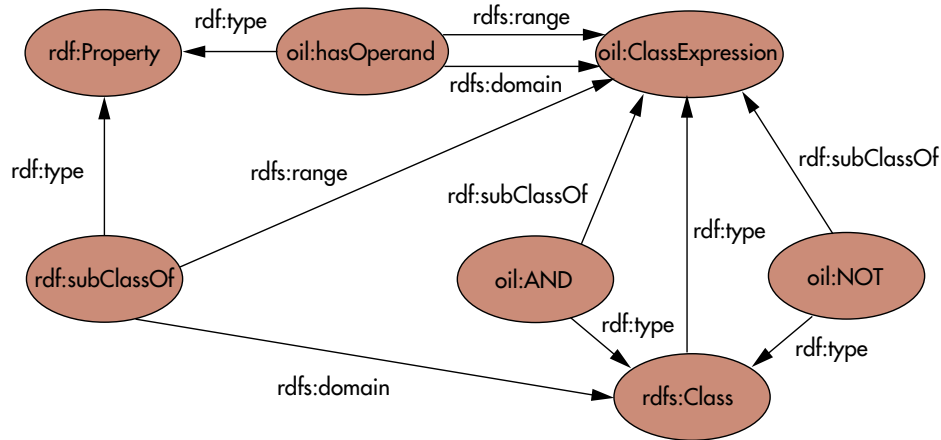 rdf:type
rdfs:range
rdf:Property
oil:hasOperand
oil:ClassExpression
rdfs:domain
rdf:type
rdfs:range
rdf:subClassOf
rdf:subClassOf
rdf:type
rdf:subClassOf
oil:AND
oil:NOT
rdf:type
rdf:type
rdfs:domain
rdfs:Class